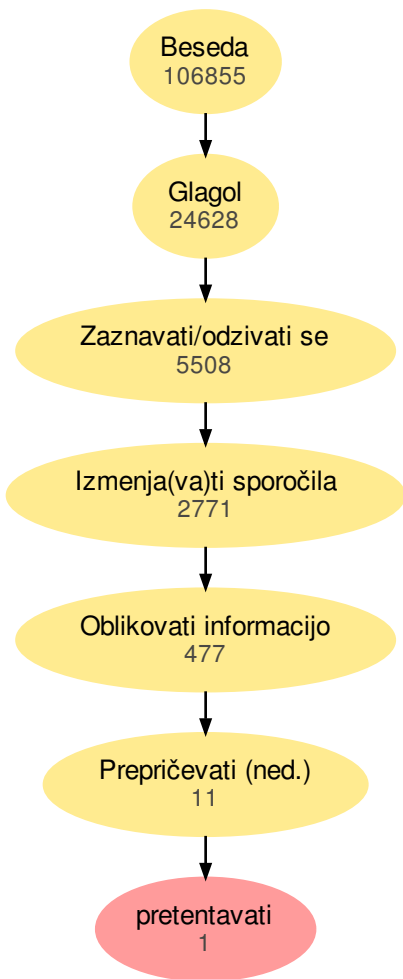 Beseda
106855
Glagol
24628
Zaznavati/odzivati se
5508
Izmenja(va)ti sporočila
2771
Oblikovati informacijo
477
Prepričevati (ned.)
11
pretentavati
1